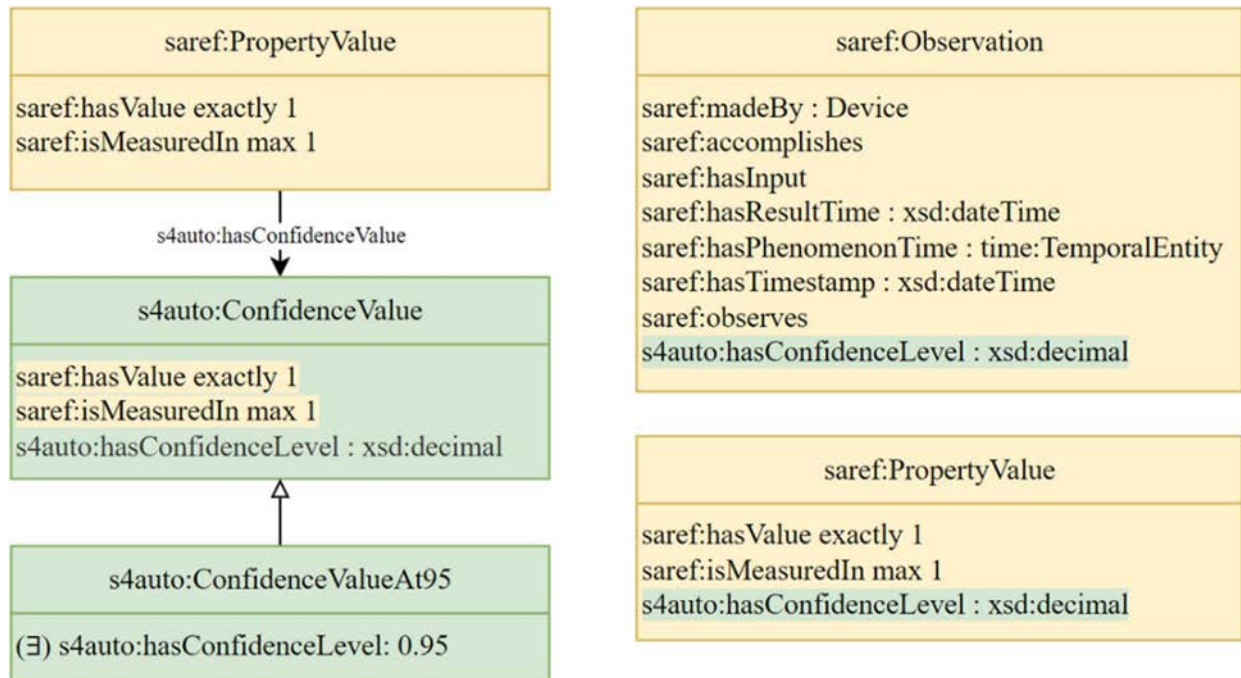 saref:PropertyValue
saref:hasValue exactly 1
saref:isMeasuredIn max 1
s4auto:hasConfidenceValue
s4auto:ConfidenceValue
saref:hasValue exactly 1
saref:isMeasuredIn max 1
s4auto:hasConfidenceLevel : xsd:decimal
s4auto:ConfidenceValueAt95
(∃) s4auto:hasConfidenceLevel: 0.95
saref:Observation
saref:madeBy : Device
saref:accomplishes
saref:hasInput
saref:hasResultTime : xsd:dateTime
saref:hasPhenomenonTime : time:TemporalEntity
saref:hasTimestamp : xsd:dateTime
saref:observes
s4auto:hasConfidenceLevel : xsd:decimal
saref:PropertyValue
saref:hasValue exactly 1
saref:isMeasuredIn max 1
s4auto:hasConfidenceLevel : xsd:decimal